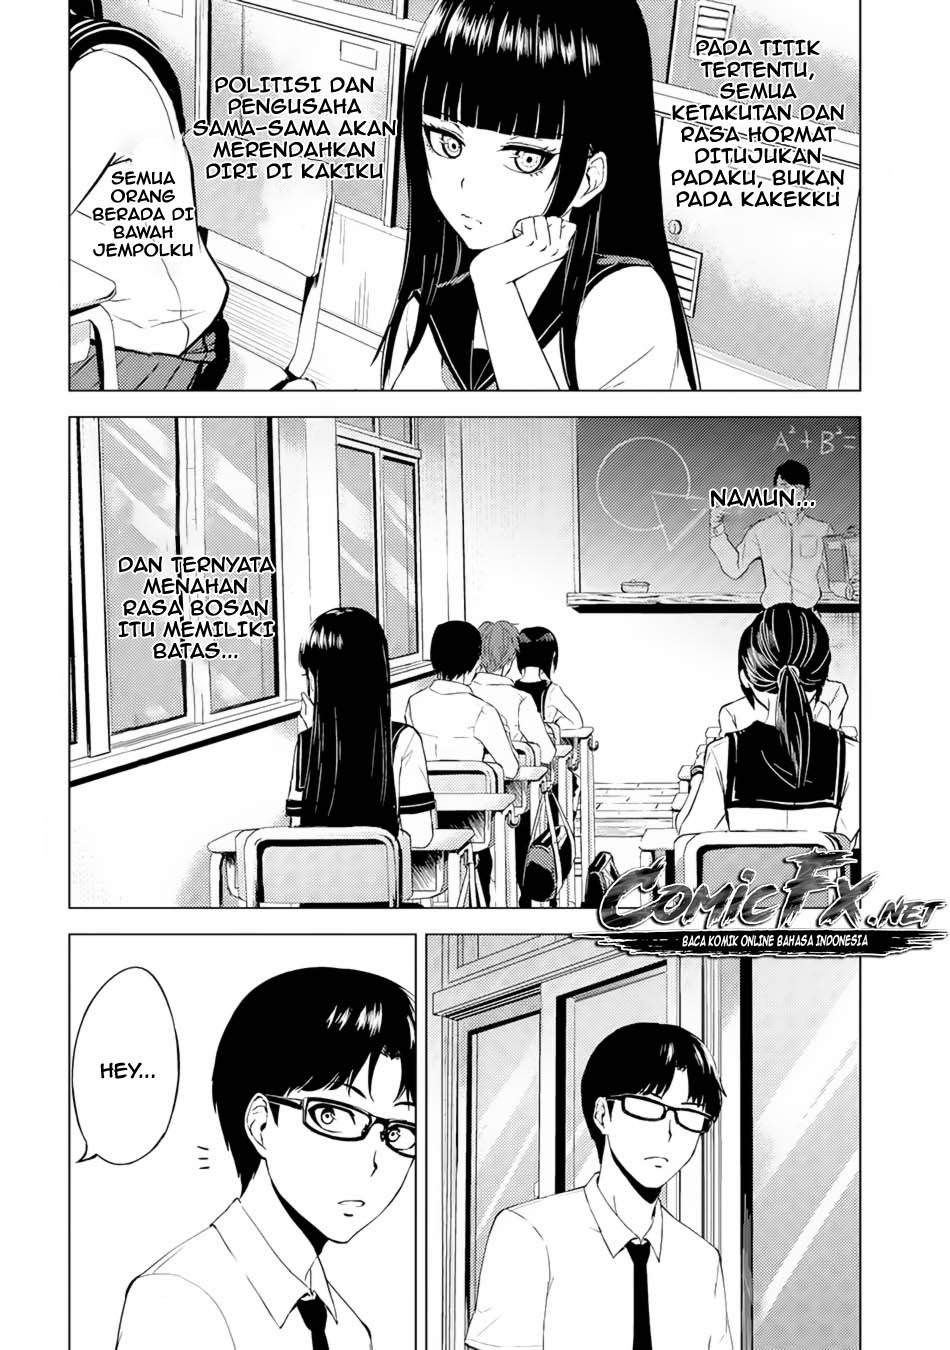 PADA TITIK
TERTENTU,
SEMUA
KETAKUTAN DAN
RASA HORMAT
DITUJUKAN
PADAKU, BUKAN
PADA KAKEKKU
POLITISI DAN
PENGUSAHA
SAMA-SAMA AKAN
MERENDAHKAN
DIRI DI KAKIKU
SEMUA
ORANG
BERADA DI
BAWAH
JEMPOLKU
A²+B²=
NAMUN...
DAN TERNYATA
MENAHAN
RASA BOSAN
ITU MEMILIKI
BATAS...
COMICFX.NET
BACA KOMIK ONLINE BAHASA INDONESIA
HEY...